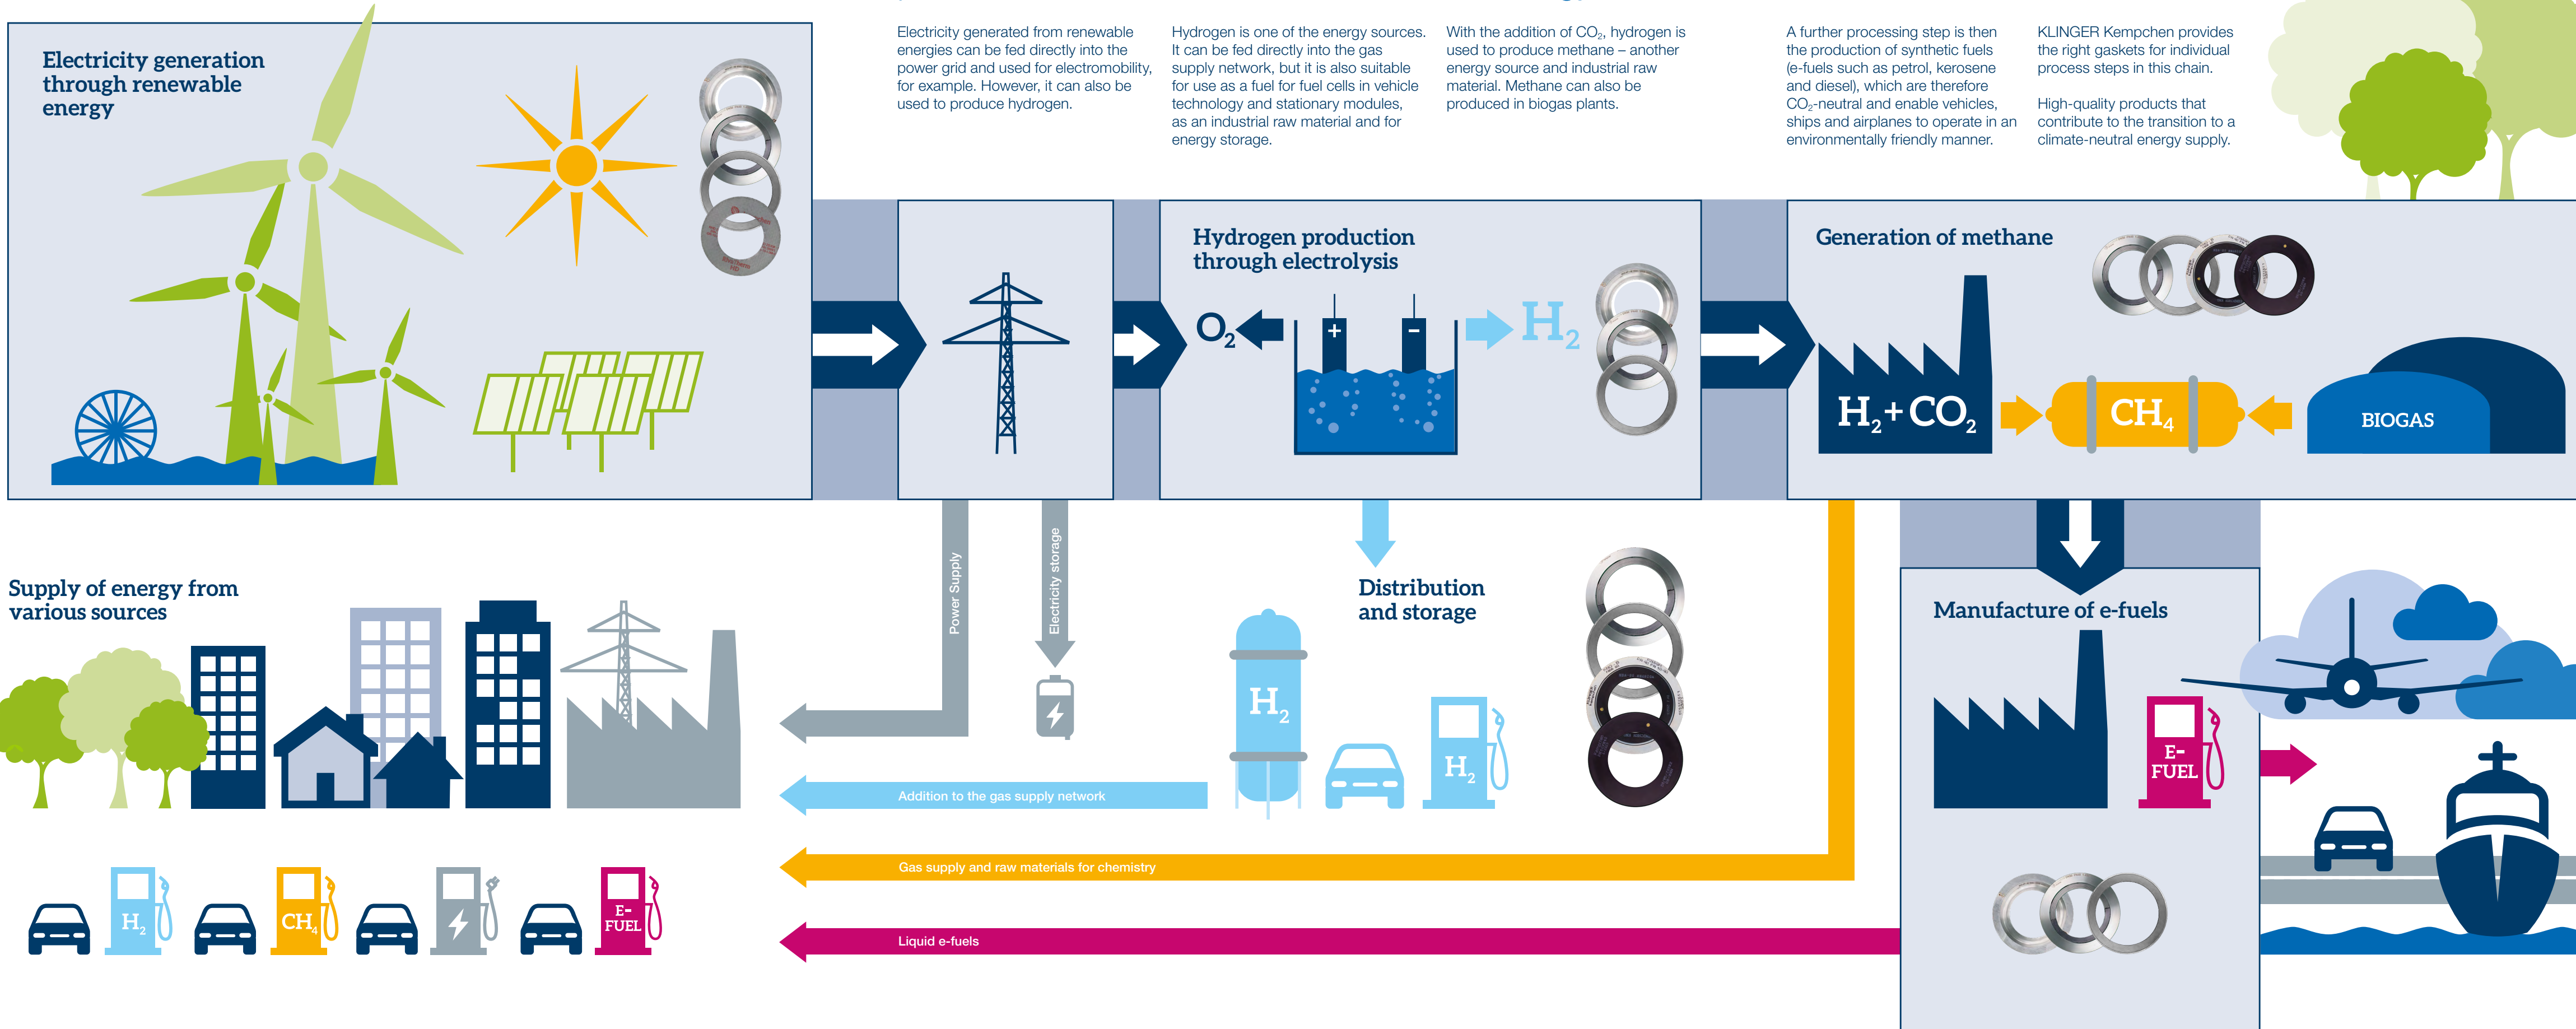 Electricity generation
through renewable
energy
Electricity generated from renewable
energies can be fed directly into the
power grid and used for electromobility,
for example. However, it can also be
used to produce hydrogen.
Hydrogen is one of the energy sources.
It can be fed directly into the gas
supply network, but it is also suitable
for use as a fuel for fuel cells in vehicle
technology and stationary modules,
as an industrial raw material and for
energy storage.
With the addition of CO₂, hydrogen is
used to produce methane – another
energy source and industrial raw
material. Methane can also be
produced in biogas plants.
A further processing step is then
the production of synthetic fuels
(e-fuels such as petrol, kerosene
and diesel), which are therefore
CO₂-neutral and enable vehicles,
ships and airplanes to operate in an
environmentally friendly manner.
KLINGER Kempchen provides
the right gaskets for individual
process steps in this chain.
High-quality products that
contribute to the transition to a
climate-neutral energy supply.
Hydrogen production
through electrolysis
O₂
+
–
H₂
Generation of methane
H₂+CO₂
CH₄
BIOGAS
Supply of energy from
various sources
Power Supply
Electricity storage
Distribution
and storage
H₂
H₂
Manufacture of e-fuels
E-
FUEL
Addition to the gas supply network
Gas supply and raw materials for chemistry
Liquid e-fuels
H₂
CH₄
E-
FUEL